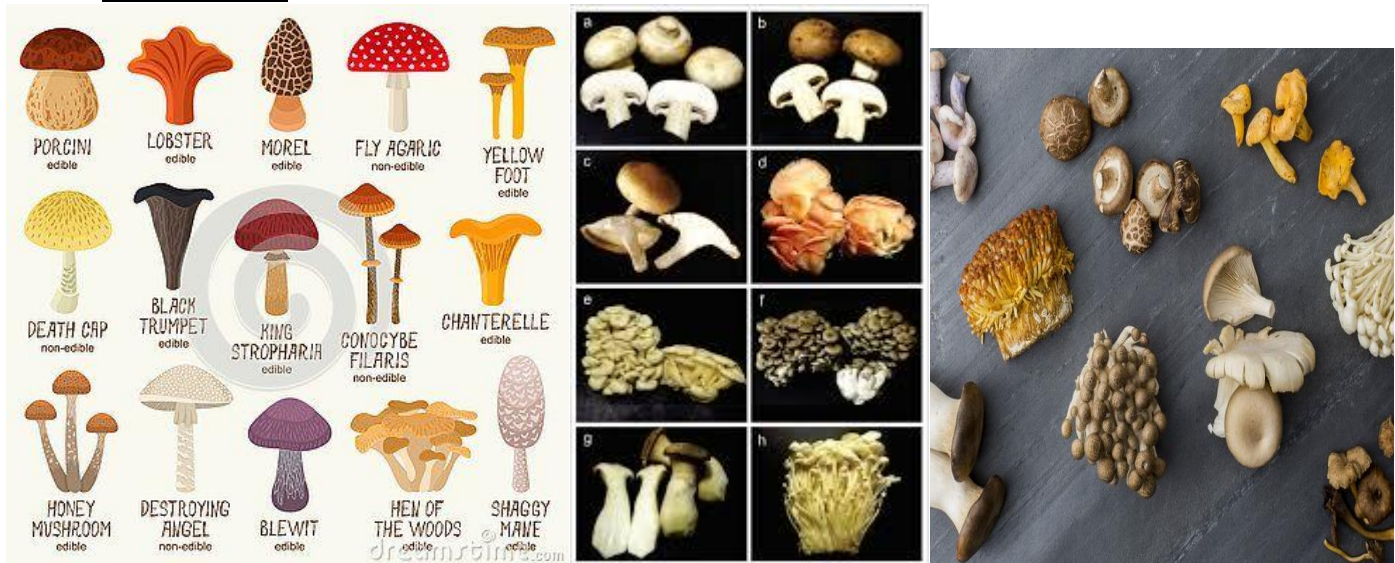 PORCINI
edible
LOBSTER
edible
MOREL
edible
FLY AGARIC
non-edible
YELLOW
FOOT
edible
DEATH CAP
non-edible
BLACK
TRUMPET
edible
KING
STROPHARIA
edible
CONOCYBE
FILARIS
non-edible
CHANTERELLE
edible
HONEY
MUSHROOM
edible
DESTROYING
ANGEL
non-edible
BLEWIT
edible
HEN OF
THE WOODS
edible
SHAGGY
MANE
edible
dreamstime.com
a
b
c
d
e
f
g
h